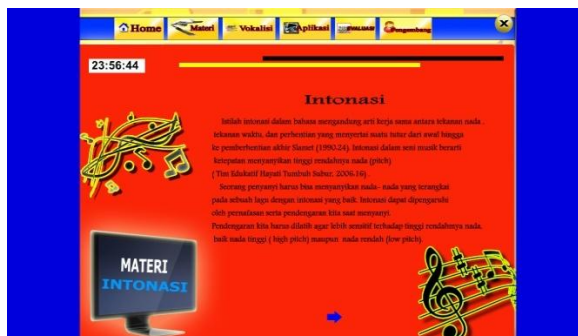 Home Materi Vokalisi Aplikasi EVALUASI Pengembang
23:56:44
Intonasi
Istilah intonasi dalam bahasa mengandung arti kerja sama antara tekanan nada ,
tekanan waktu, dan perhentian yang menyertai suatu tutur dari awal hingga
ke pemberhentian akhir Slamet (1990:24). Intonasi dalam seni musik berarti
ketepatan menyanyikan tinggi rendahnya nada (pitch)
( Tim Edukatif Hayati Tumbuh Subur, 2006:16) .
Seorang penyanyi harus bisa menyanyikan nada- nada yang terangkai
pada sebuah lagu dengan intonasi yang baik. Intonasi dapat dipengaruhi
oleh pernafasan serta pendengaran kita saat menyanyi.
Pendengaran kita harus dilatih agar lebih sensitif terhadap tinggi rendahnya nada,
baik nada tinggi ( high pitch) maupun nada rendah (low pitch).
MATERI
INTONASI